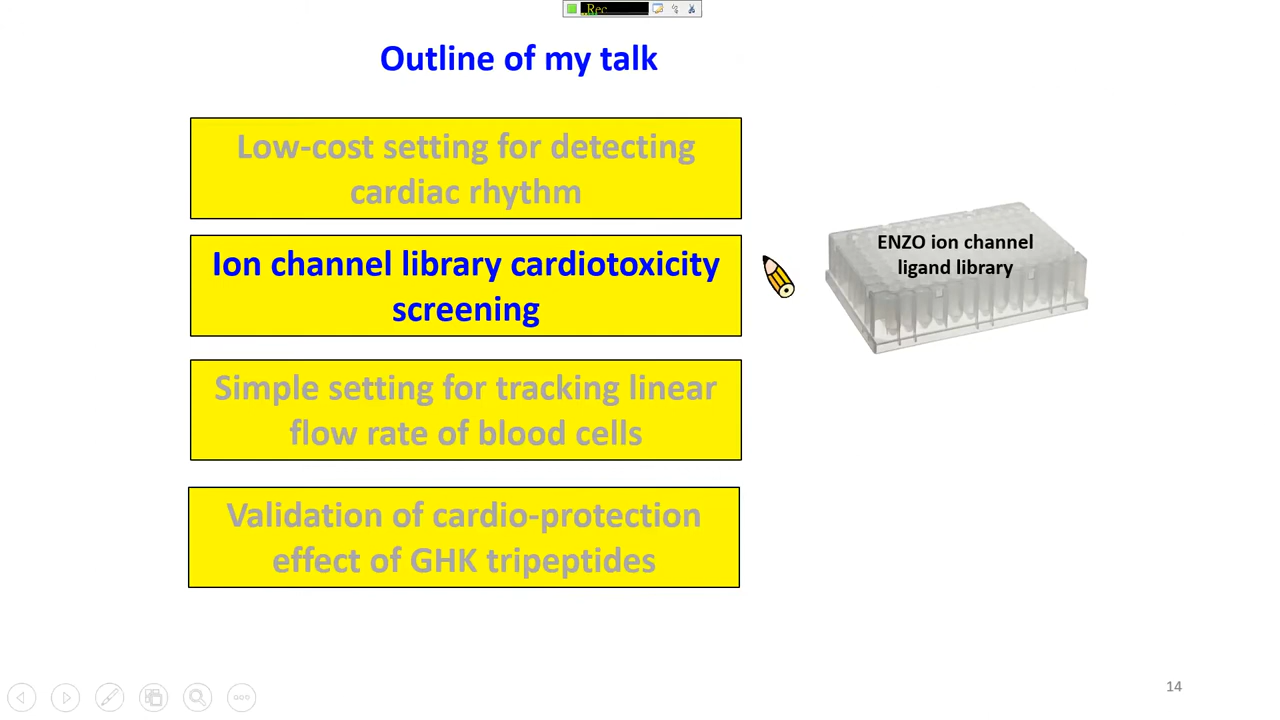 Rec
Outline of my talk
Low-cost setting for detecting
cardiac rhythm
Ion channel library cardiotoxicity
screening
ENZO ion channel
ligand library
Simple setting for tracking linear
flow rate of blood cells
Validation of cardio-protection
effect of GHK tripeptides
14